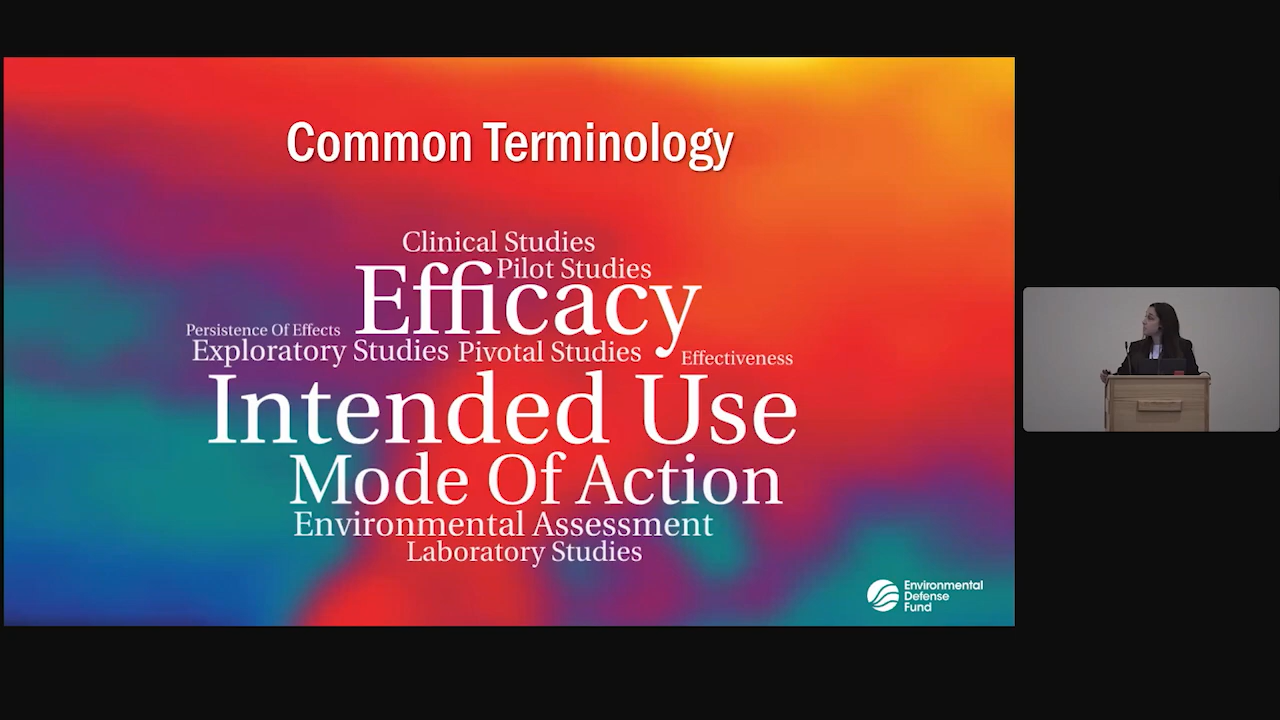 Common Terminology
Clinical Studies
Pilot Studies
Efficacy
Persistence Of Effects
Exploratory Studies
Pivotal Studies
Effectiveness
Intended Use
Mode Of Action
Environmental Assessment
Laboratory Studies
Environmental
Defense
Fund